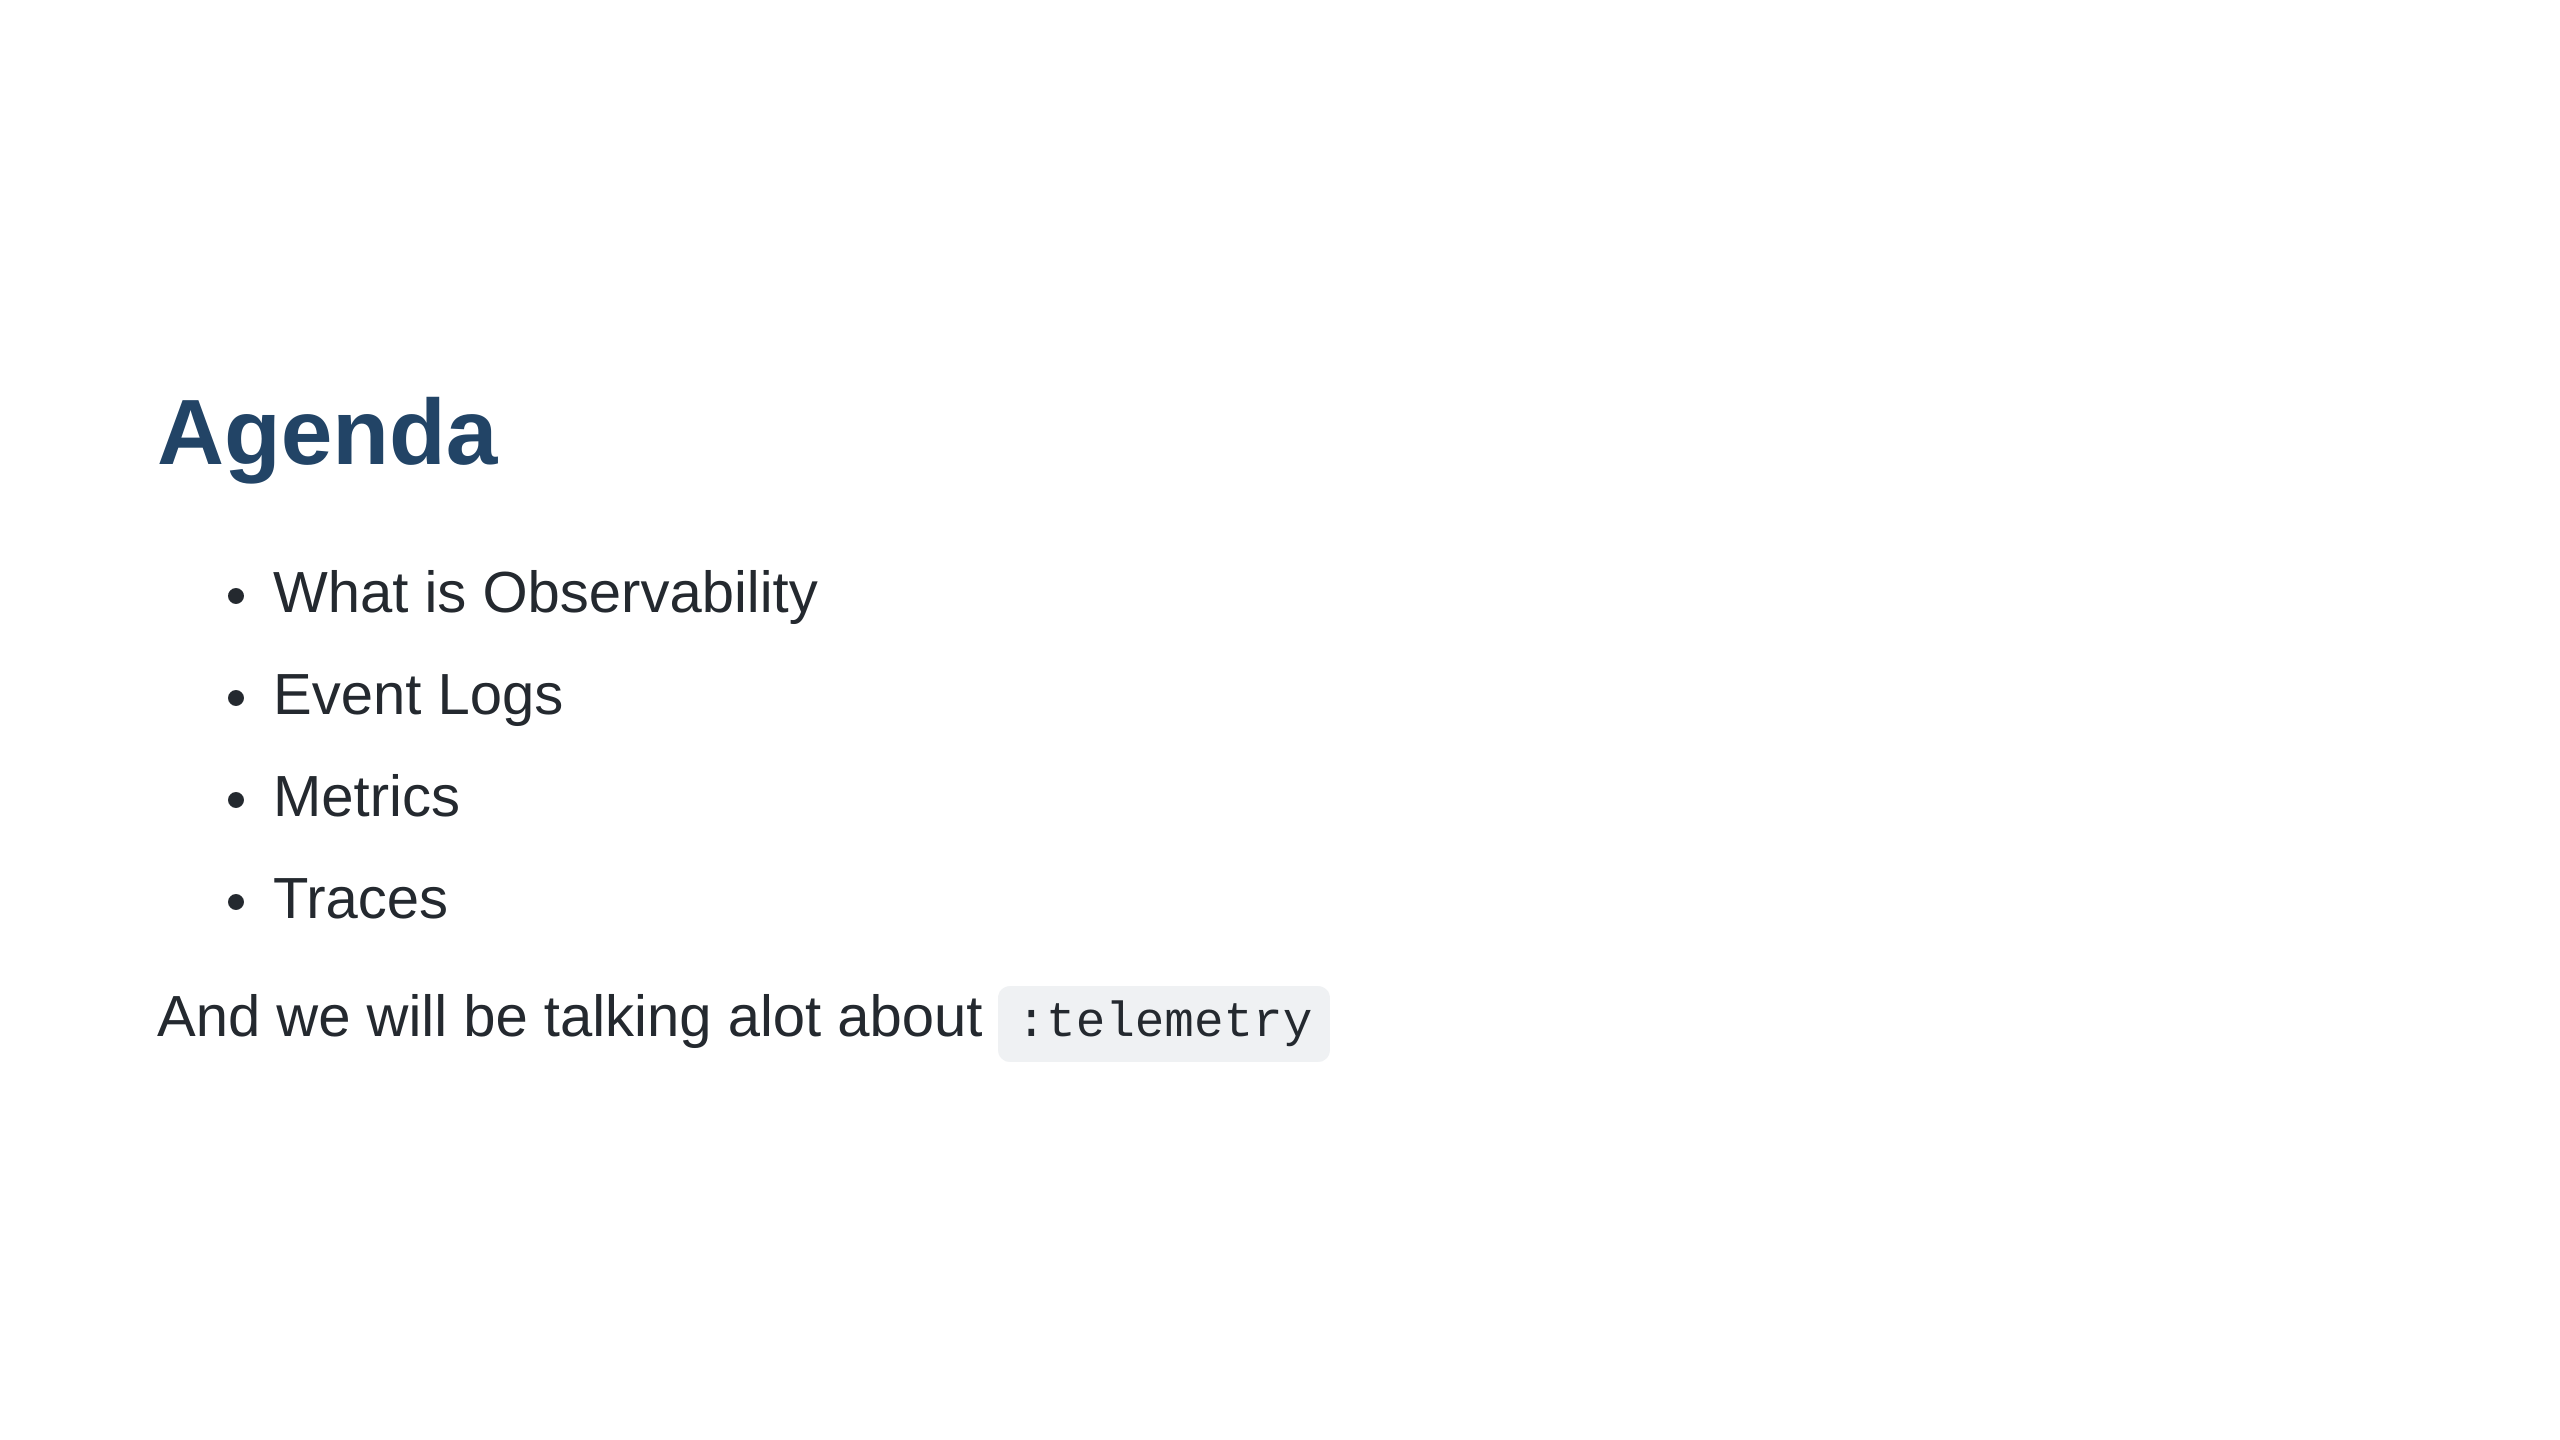 Agenda
• What is Observability
• Event Logs
• Metrics
• Traces
And we will be talking alot about :telemetry